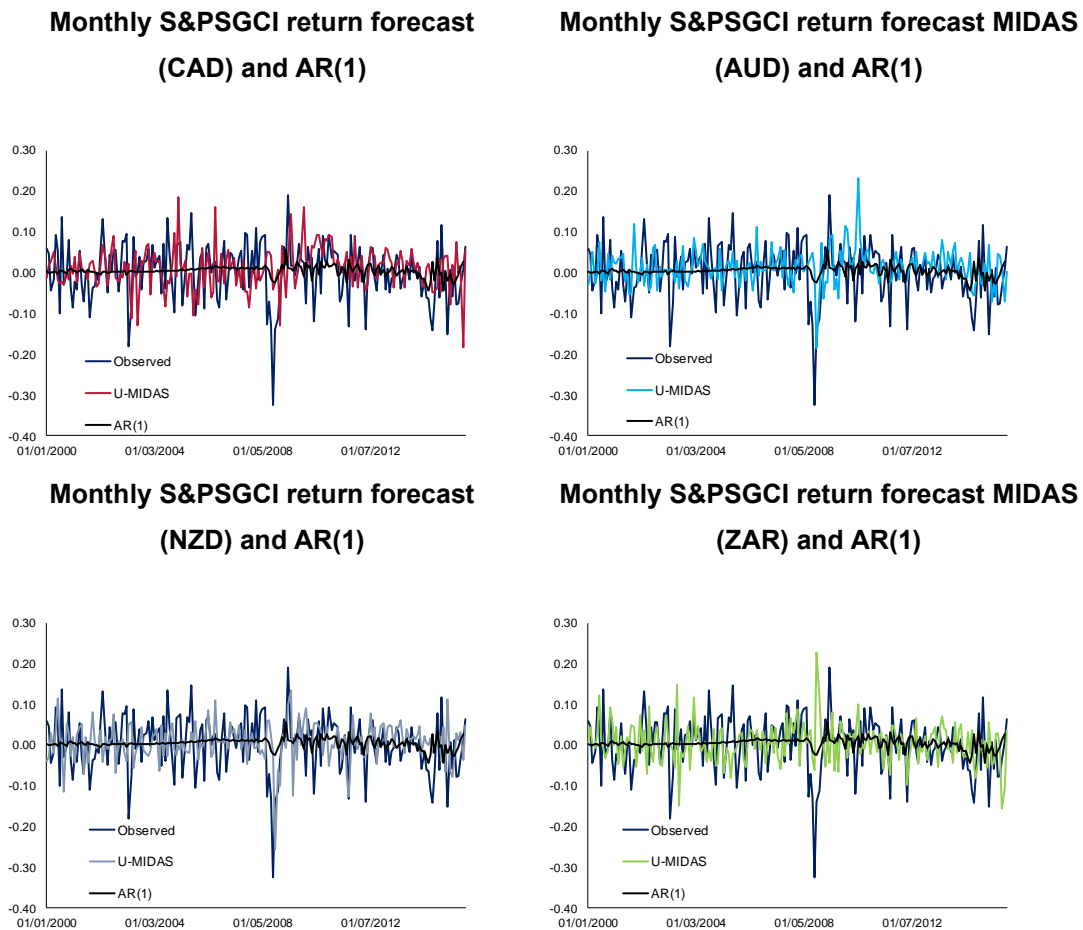 Monthly S&PSGCI return forecast
(CAD) and AR(1)
0.30
0.20
0.10
0.00
-0.10
-0.20
-0.30
-0.40
Observed
U-MIDAS
AR(1)
01/01/2000
01/03/2004
01/05/2008
01/07/2012
Monthly S&PSGCI return forecast MIDAS
(AUD) and AR(1)
0.30
0.20
0.10
0.00
-0.10
-0.20
-0.30
-0.40
Observed
U-MIDAS
AR(1)
01/01/2000
01/03/2004
01/05/2008
01/07/2012
Monthly S&PSGCI return forecast
(NZD) and AR(1)
0.30
0.20
0.10
0.00
-0.10
-0.20
-0.30
-0.40
Observed
U-MIDAS
AR(1)
01/01/2000
01/03/2004
01/05/2008
01/07/2012
Monthly S&PSGCI return forecast MIDAS
(ZAR) and AR(1)
0.30
0.20
0.10
0.00
-0.10
-0.20
-0.30
-0.40
Observed
U-MIDAS
AR(1)
01/01/2000
01/03/2004
01/05/2008
01/07/2012